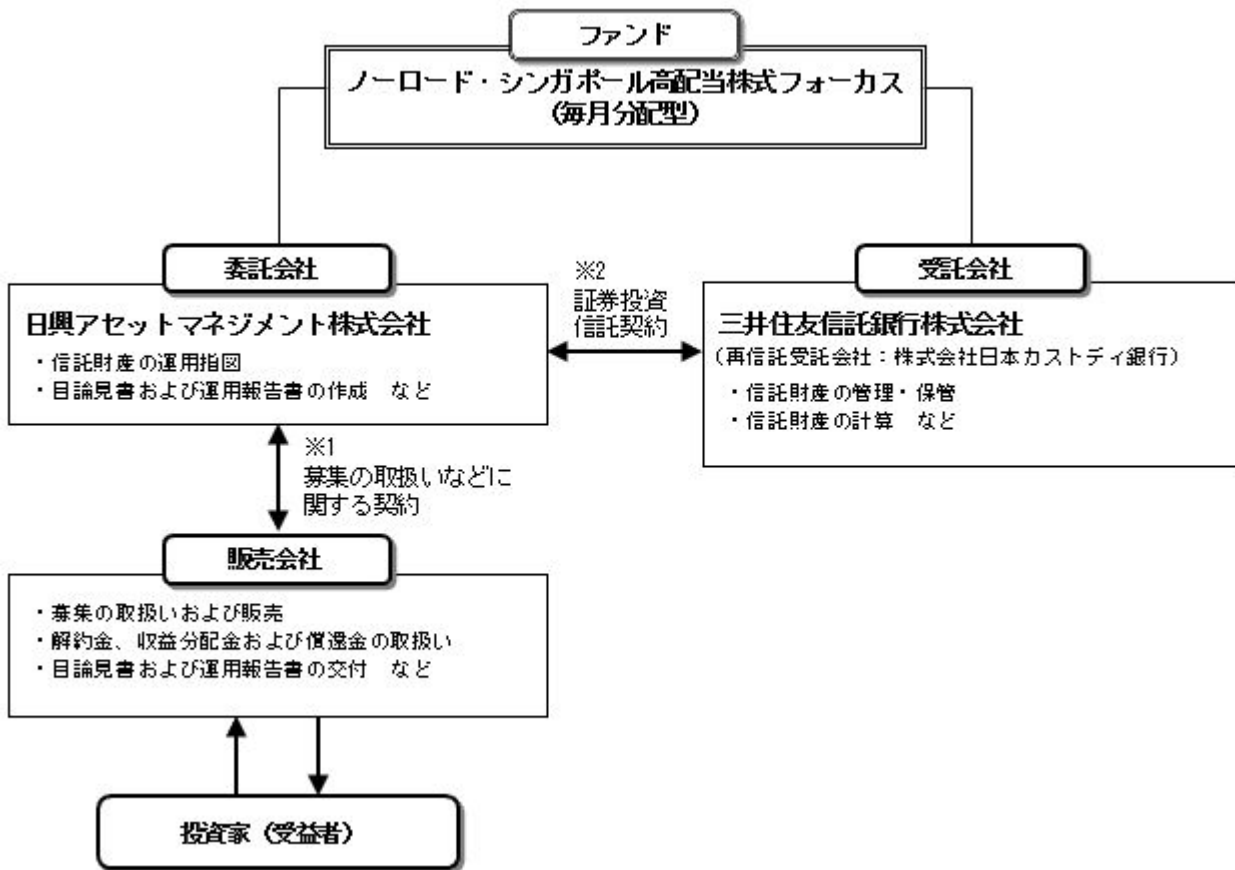 ファンド
ノーロード・シンガポール高配当株式フォーカス
(毎月分配型)
委託会社
日興アセットマネジメント株式会社
・信託財産の運用指図
・目論見書および運用報告書の作成　など
※2
証券投資
信託契約
受託会社
三井住友信託銀行株式会社
(再信託受託会社：株式会社日本カストディ銀行)
・信託財産の管理・保管
・信託財産の計算　など
※1
募集の取扱いなどに
関する契約
販売会社
・募集の取扱いおよび販売
・解約金、収益分配金および償還金の取扱い
・目論見書および運用報告書の交付　など
投資家（受益者）